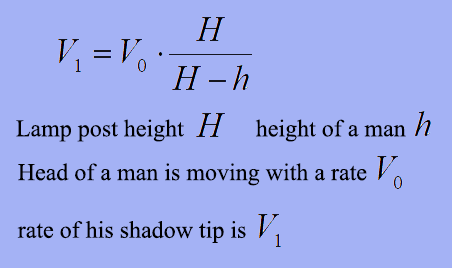 V₁ = V₀ · H / (H − h)
Lamp post height H height of a man h
Head of a man is moving with a rate V₀
rate of his shadow tip is V₁